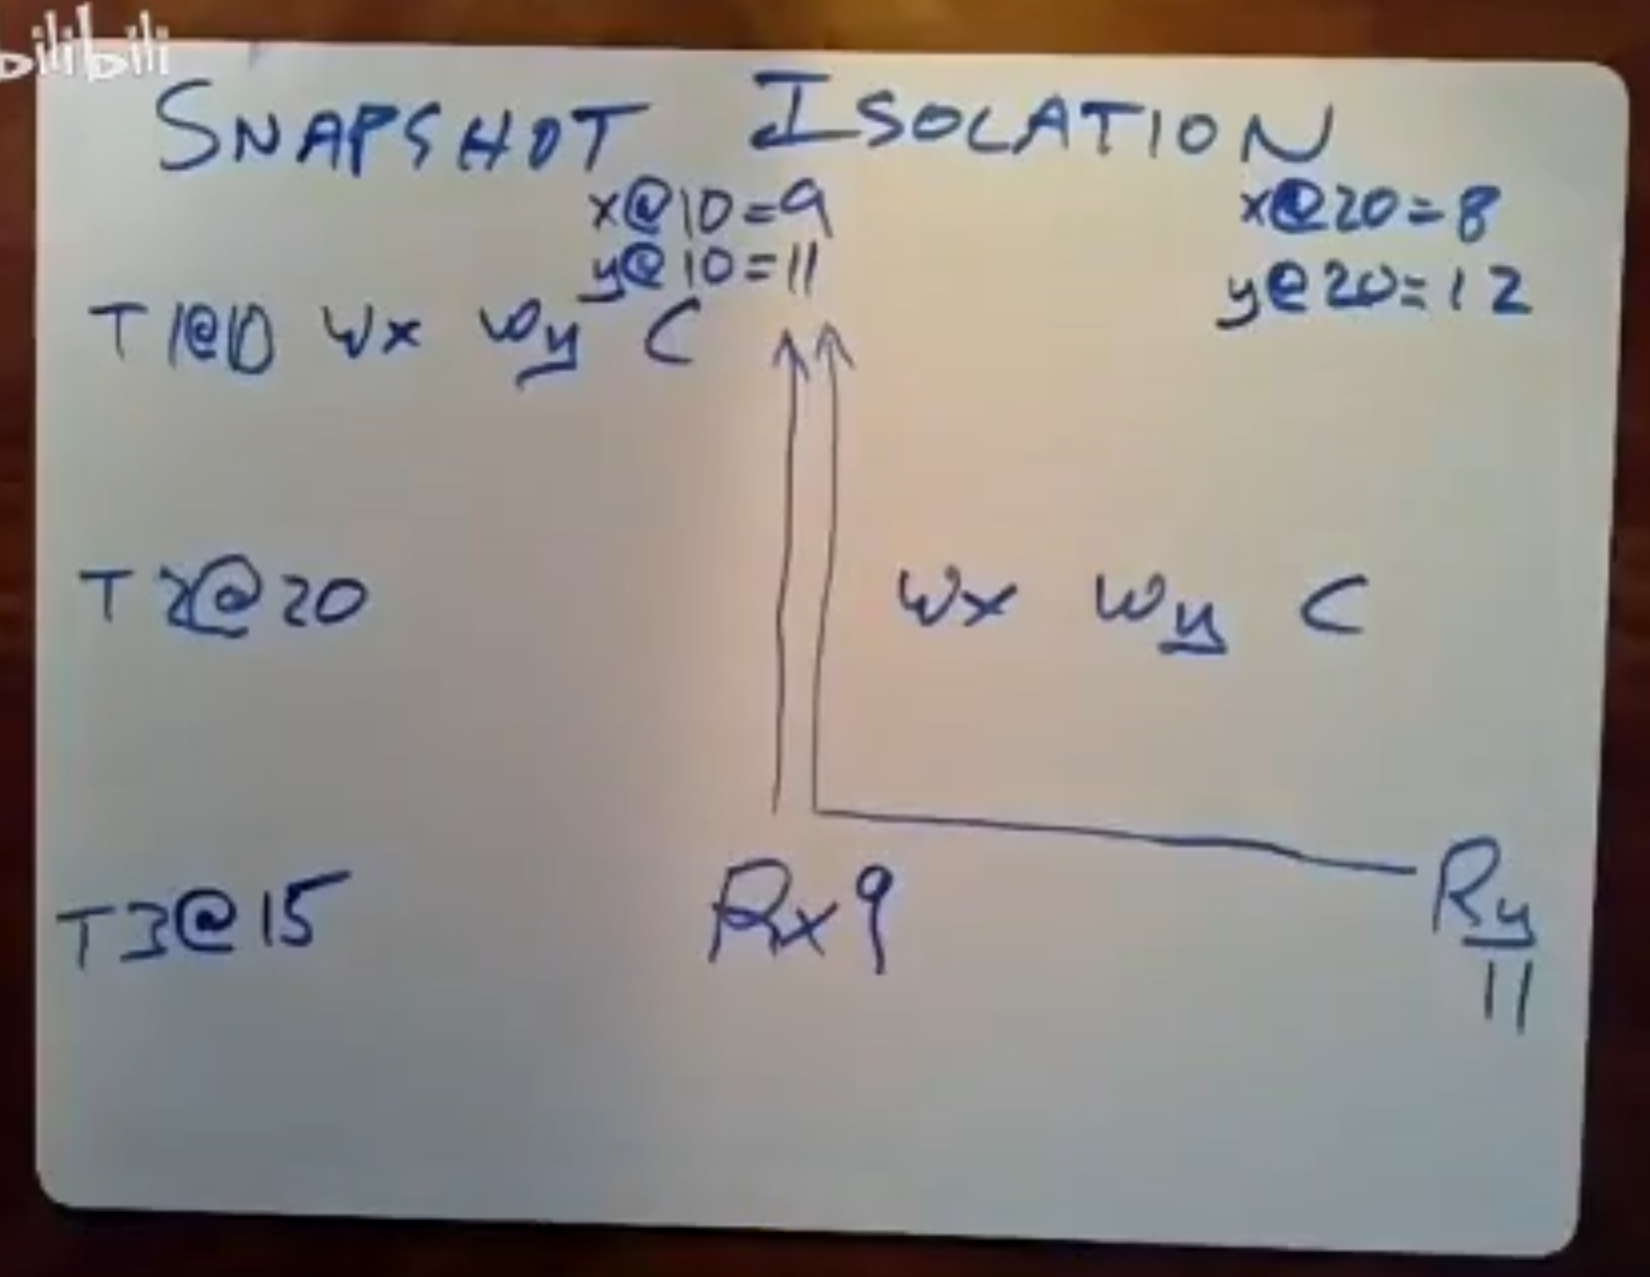 bilibili
SNAPSHOT ISOLATION
x@10=9
y@10=11
x@20=8
y@20=12
T1@10 Wx Wy C
T2@20 Wx Wy C
T3@15 Rx9 Ry
11